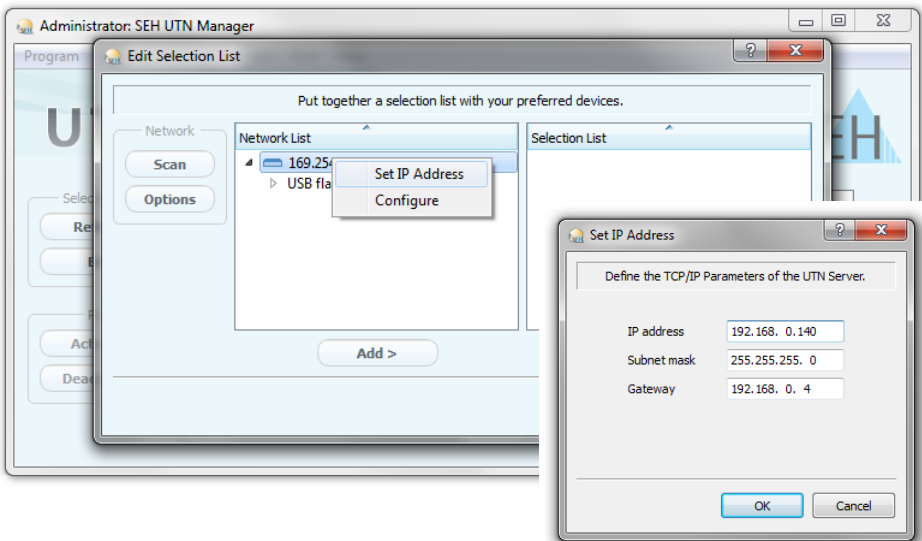 Administrator: SEH UTN Manager
Program
Edit Selection List
Put together a selection list with your preferred devices.
Network
Scan
Options
Network List
169.254
USB fla
Set IP Address
Configure
Selection List
Add >
Set IP Address
Define the TCP/IP Parameters of the UTN Server.
IP address 192.168. 0.140
Subnet mask 255.255.255. 0
Gateway 192.168. 0. 4
OK Cancel